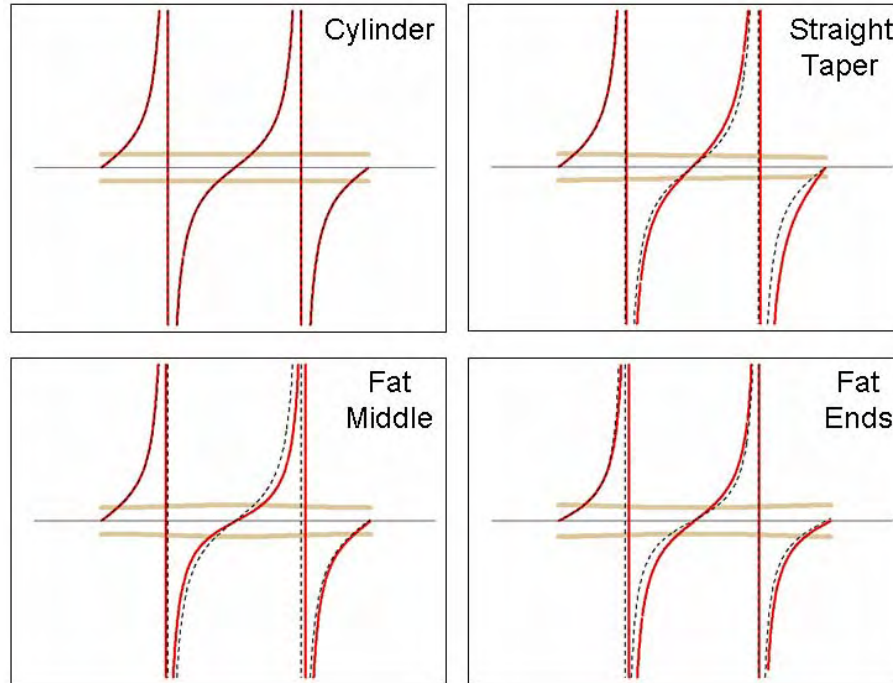 Cylinder
Straight
Taper
Fat
Middle
Fat
Ends